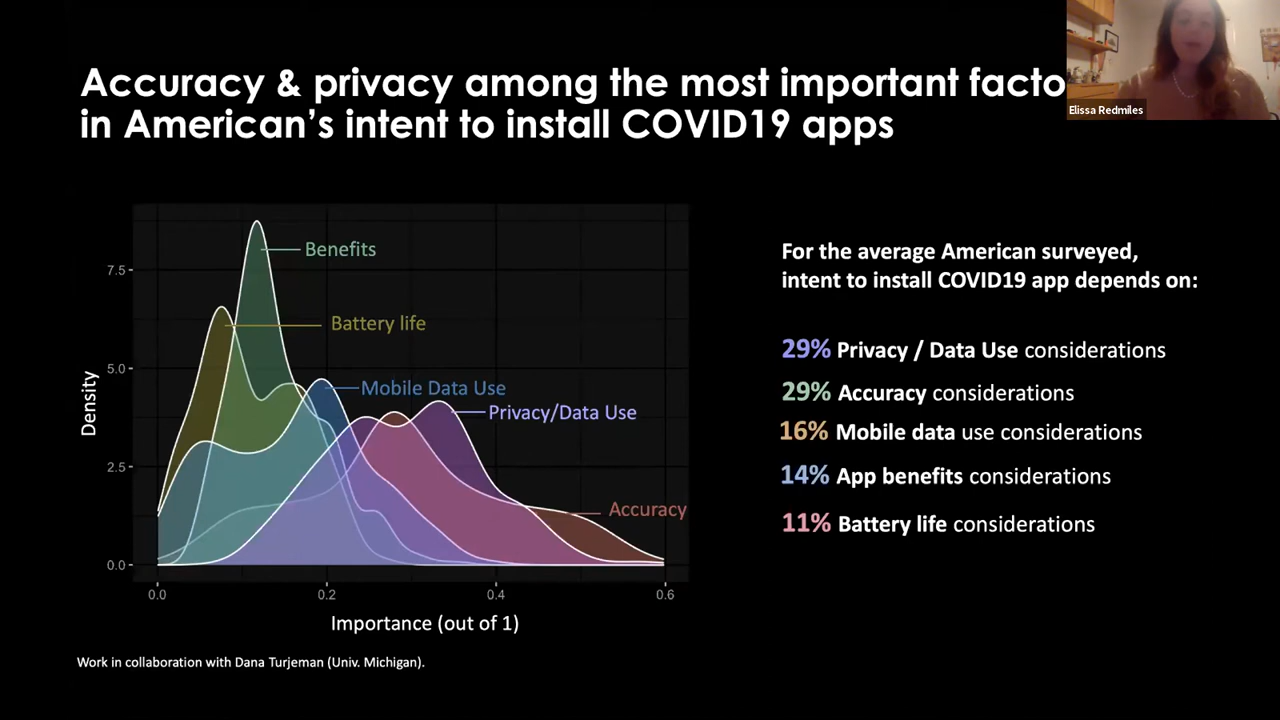 Accuracy & privacy among the most important facto
in American's intent to install COVID19 apps
Elissa Redmiles
Benefits
Battery life
Mobile Data Use
Privacy/Data Use
Accuracy
Density
7.5
5.0
2.5
0.0
0.0
0.2
0.4
0.6
Importance (out of 1)
For the average American surveyed,
intent to install COVID19 app depends on:
29% Privacy / Data Use considerations
29% Accuracy considerations
16% Mobile data use considerations
14% App benefits considerations
11% Battery life considerations
Work in collaboration with Dana Turjeman (Univ. Michigan).